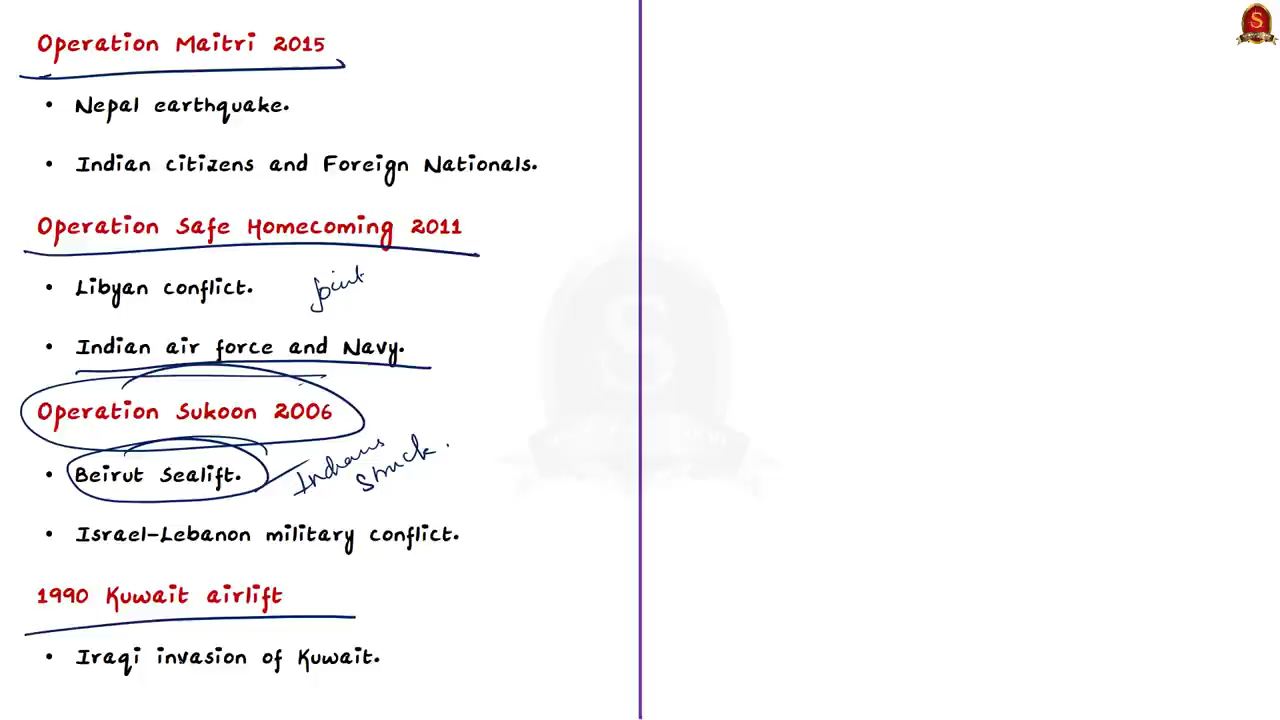 Operation Maitri 2015
• Nepal earthquake.
• Indian citizens and Foreign Nationals.
Operation Safe Homecoming 2011
• Libyan conflict.
Joint
• Indian air force and Navy.
Operation Sukoon 2006
• Beirut Sealift.
Indians
struck.
• Israel-Lebanon military conflict.
1990 Kuwait airlift
• Iraqi invasion of Kuwait.
S